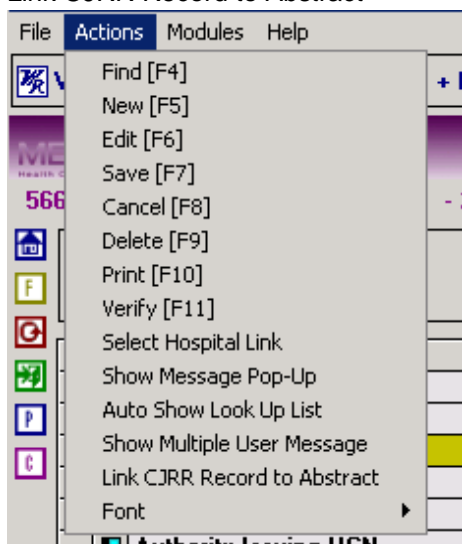 File Actions Modules Help
Find [F4]
New [F5]
Edit [F6]
Save [F7]
Cancel [F8]
Delete [F9]
Print [F10]
Verify [F11]
Select Hospital Link
Show Message Pop-Up
Auto Show Look Up List
Show Multiple User Message
Link CJRR Record to Abstract
Font
566
F
P
C